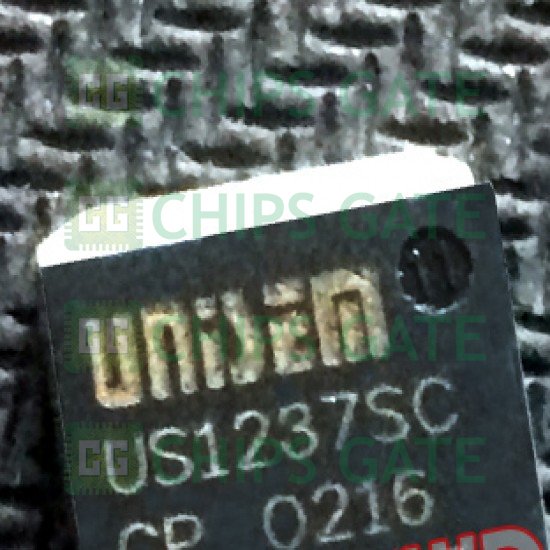 CHIPS GATE
CHIPS GATE
unisem
CHIPS GATE
US1237SC
CHIPS GATE
CP 0216